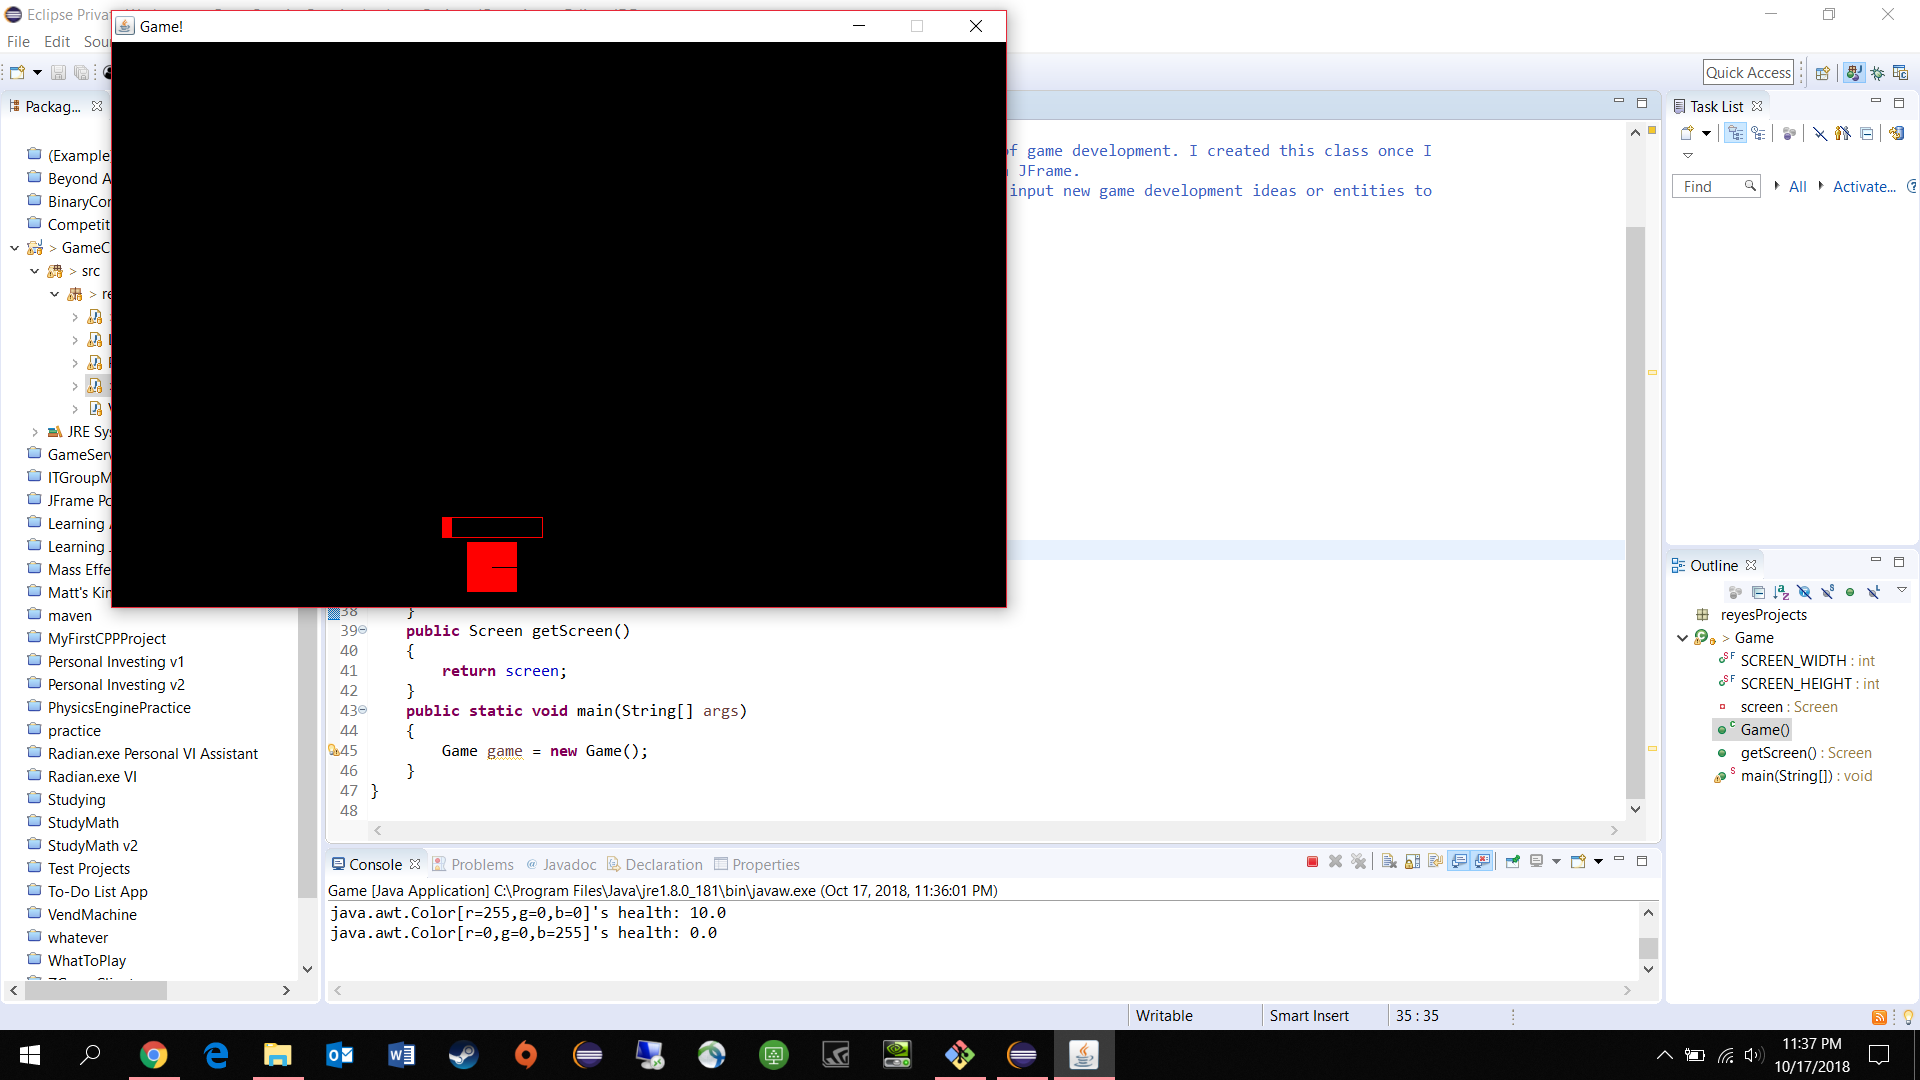 Eclipse Priva
Game!
File Edit Sou
Quick Access
Packag...
(Example
Beyond A
BinaryCor
Competit
> GameC
> src
> re
JRE Sys
GameServ
ITGroupM
JFrame Po
Learning
Learning
Mass Effe
Matt's Kin
maven
MyFirstCPPProject
Personal Investing v1
Personal Investing v2
PhysicsEnginePractice
practice
Radian.exe Personal VI Assistant
Radian.exe VI
Studying
StudyMath
StudyMath v2
Test Projects
To-Do List App
VendMachine
whatever
WhatToPlay
of game development. I created this class once I
JFrame.
input new game development ideas or entities to
38 }
39 public Screen getScreen()
40 {
41 return screen;
42 }
43 public static void main(String[] args)
44 {
45 Game game = new Game();
46 }
47 }
48
Console Problems @ Javadoc Declaration Properties
Game [Java Application] C:\Program Files\Java\jre1.8.0_181\bin\javaw.exe (Oct 17, 2018, 11:36:01 PM)
java.awt.Color[r=255,g=0,b=0]'s health: 10.0
java.awt.Color[r=0,g=0,b=255]'s health: 0.0
Task List
Find All Activate...
Outline
reyesProjects
> Game
SCREEN_WIDTH : int
SCREEN_HEIGHT : int
screen : Screen
Game()
getScreen() : Screen
main(String[]) : void
Writable Smart Insert 35 : 35
11:37 PM
10/17/2018